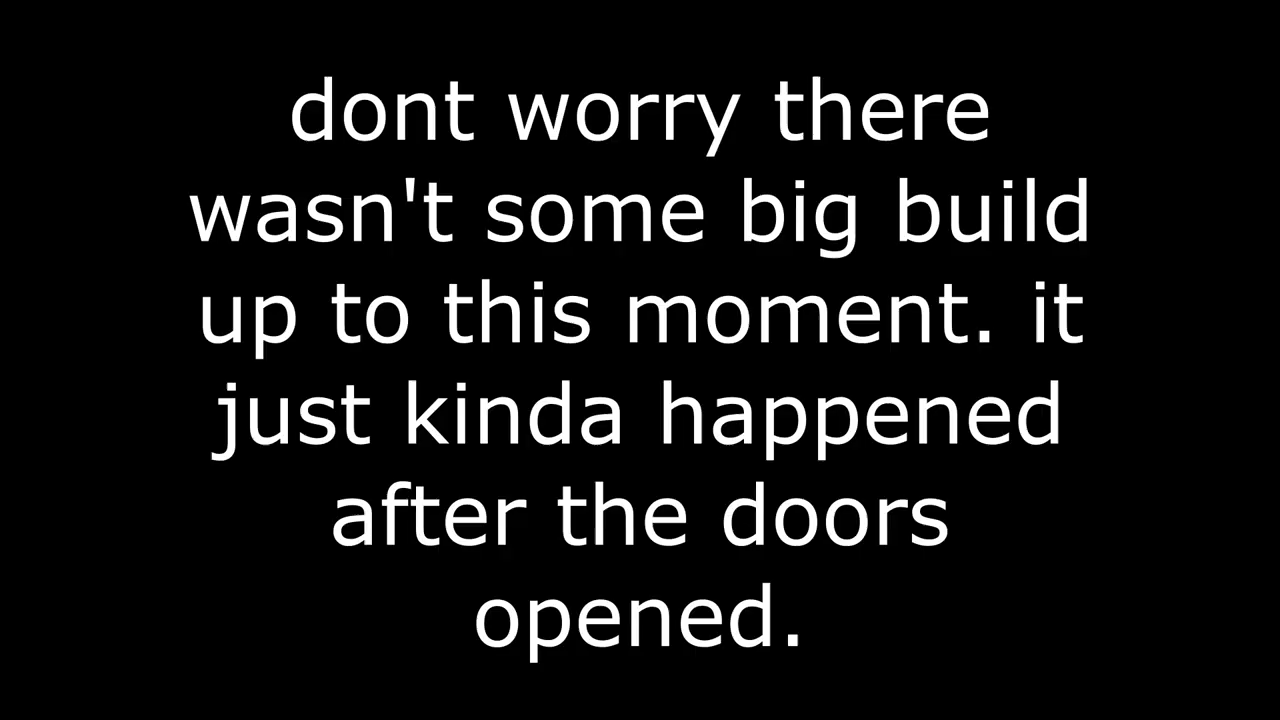 dont worry there
wasn't some big build
up to this moment. it
just kinda happened
after the doors
opened.